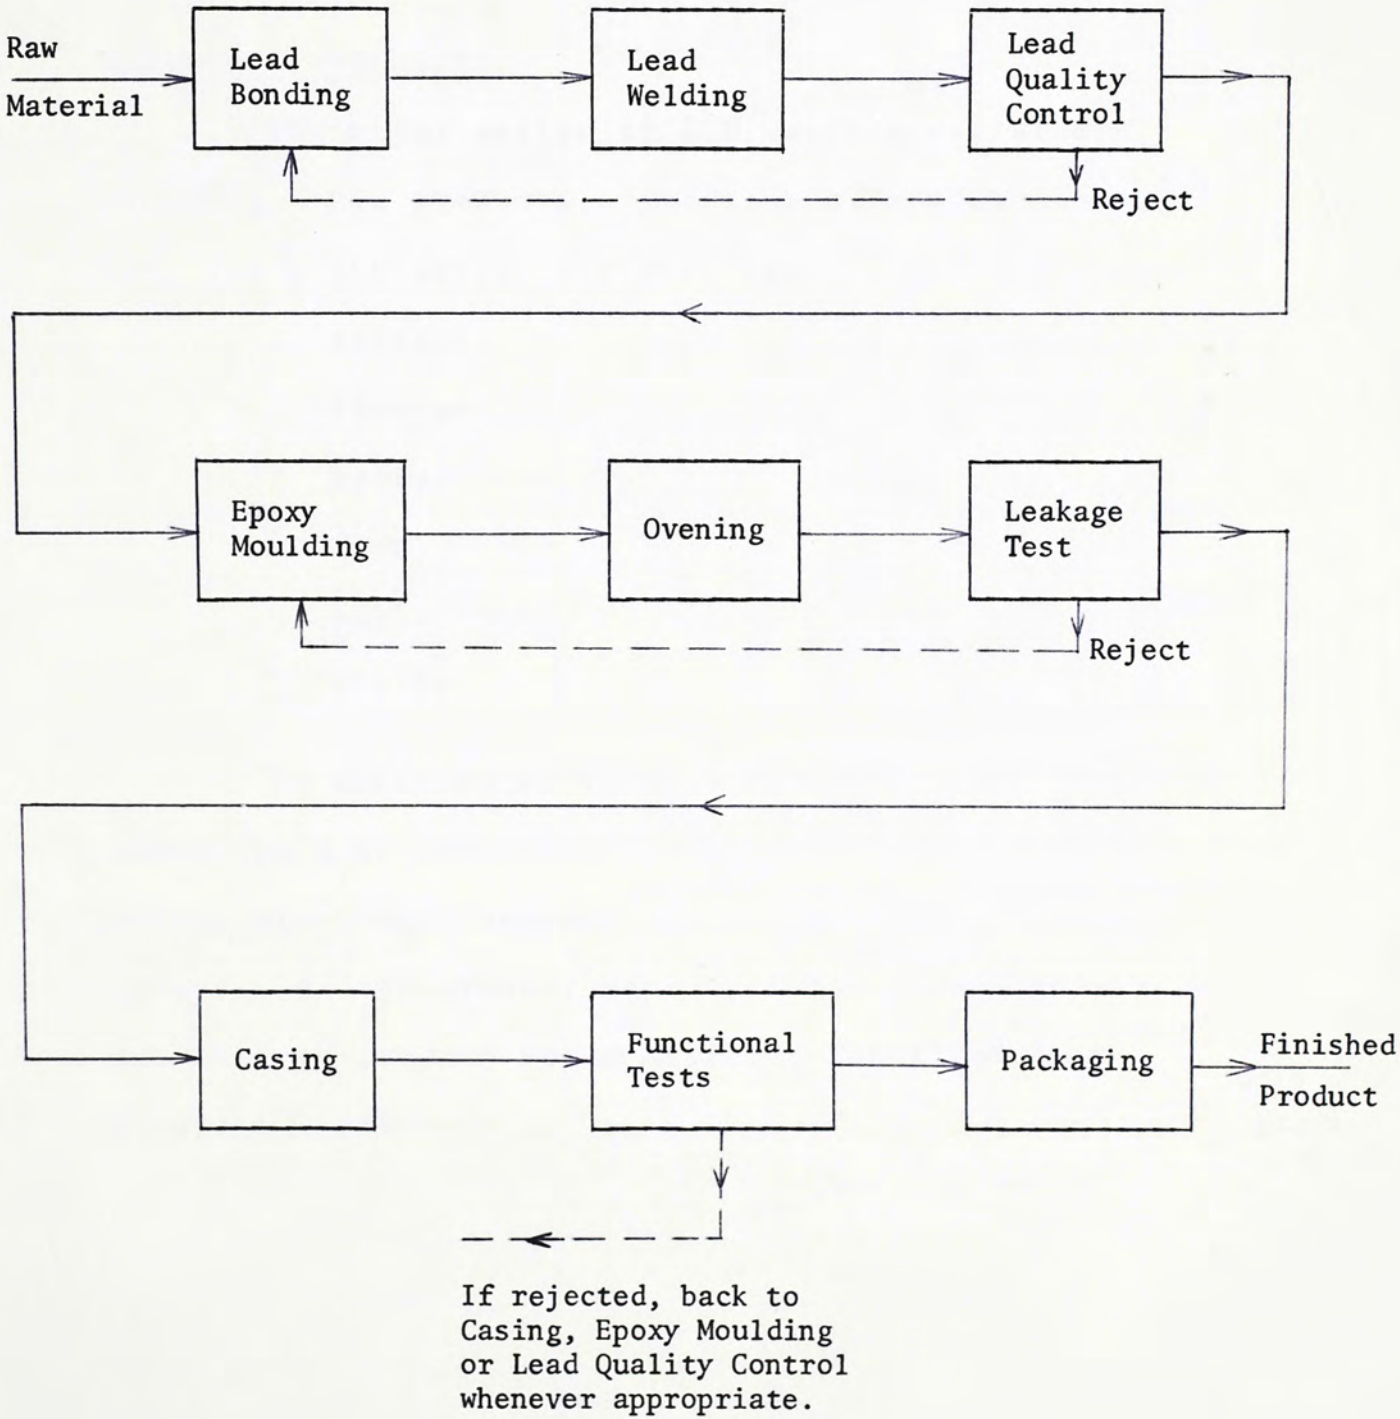 Raw
Material
Lead
Bonding
Lead
Welding
Lead
Quality
Control
Reject
Epoxy
Moulding
Ovening
Leakage
Test
Reject
Casing
Functional
Tests
Packaging
Finished
Product
If rejected, back to
Casing, Epoxy Moulding
or Lead Quality Control
whenever appropriate.